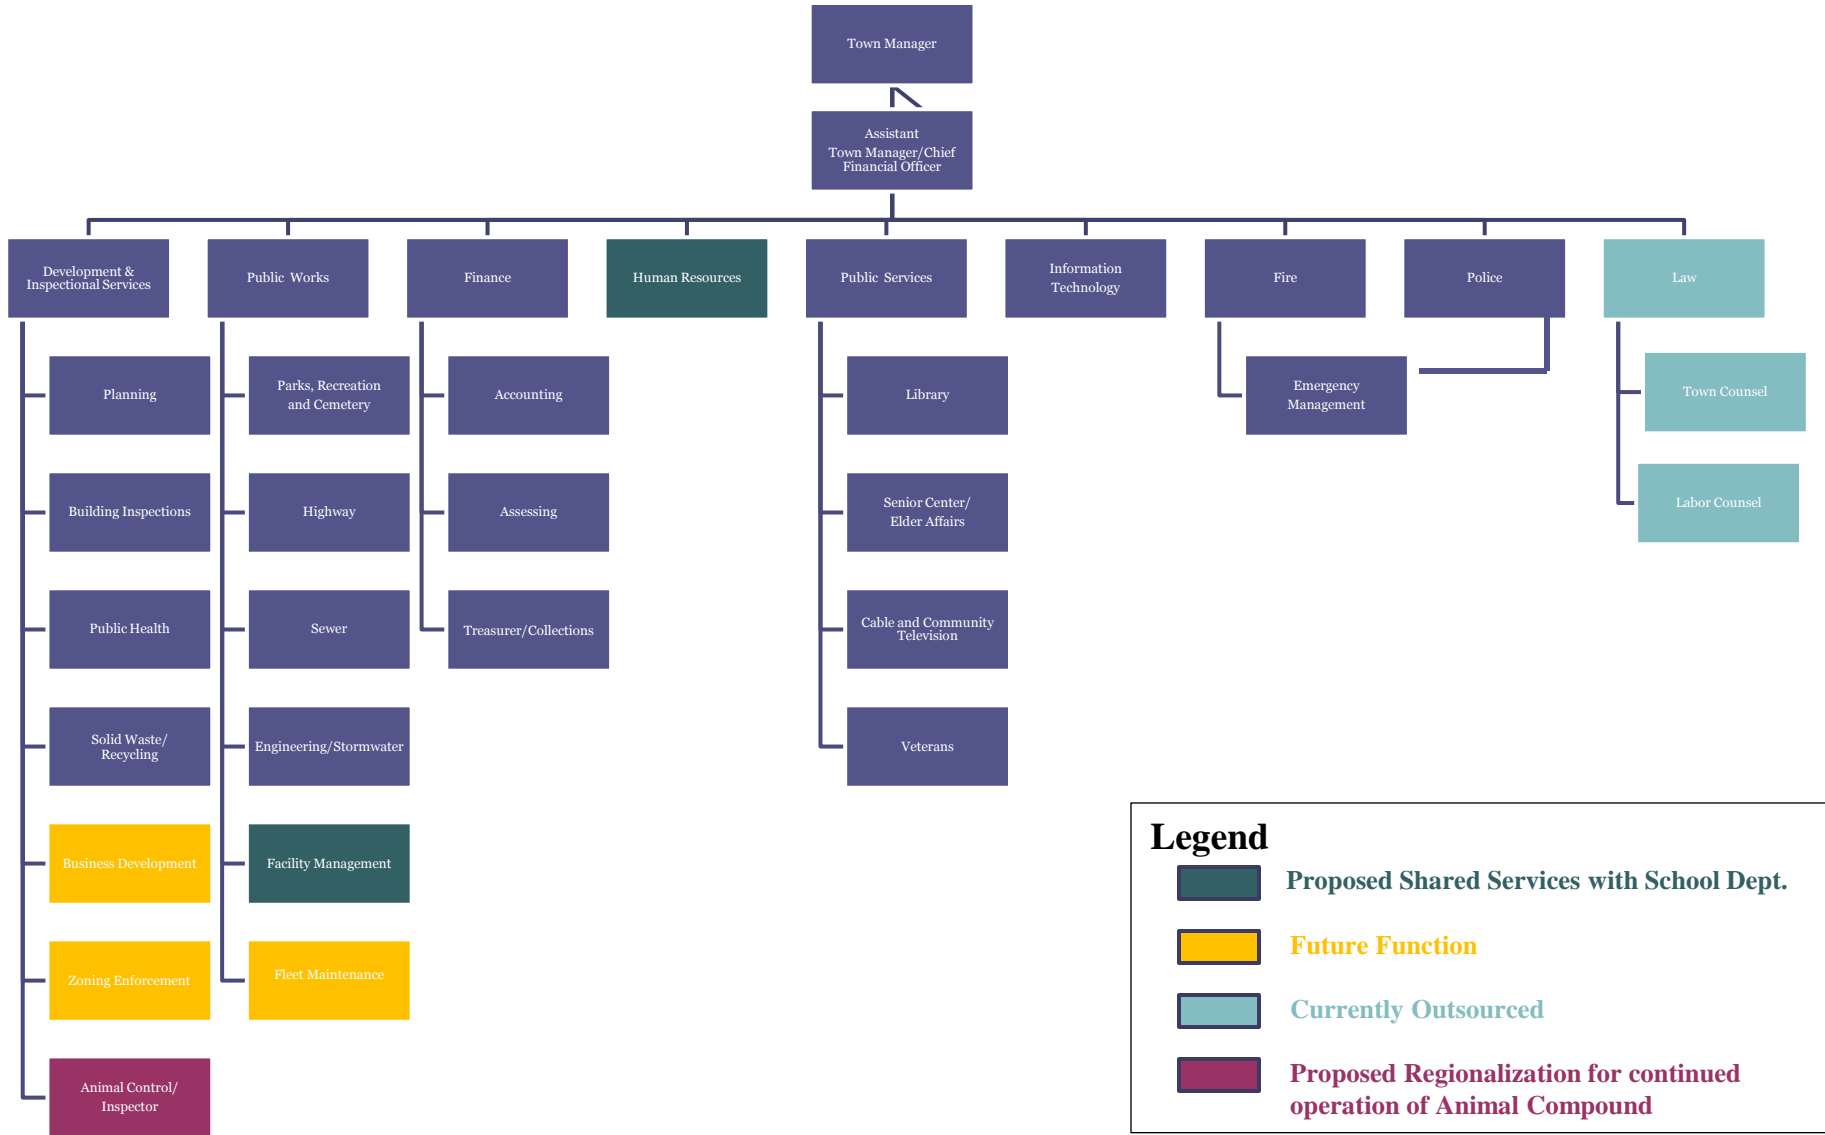 Town Manager
Assistant
Town Manager/Chief
Financial Officer
Development &
Inspectional Services
Public Works
Finance
Human Resources
Public Services
Information
Technology
Fire
Police
Law
Planning
Building Inspections
Public Health
Solid Waste/
Recycling
Business Development
Zoning Enforcement
Animal Control/
Inspector
Parks, Recreation
and Cemetery
Highway
Sewer
Engineering/Stormwater
Facility Management
Fleet Maintenance
Accounting
Assessing
Treasurer/Collections
Library
Senior Center/
Elder Affairs
Cable and Community
Television
Veterans
Emergency
Management
Town Counsel
Labor Counsel
Legend
Proposed Shared Services with School Dept.
Future Function
Currently Outsourced
Proposed Regionalization for continued
operation of Animal Compound